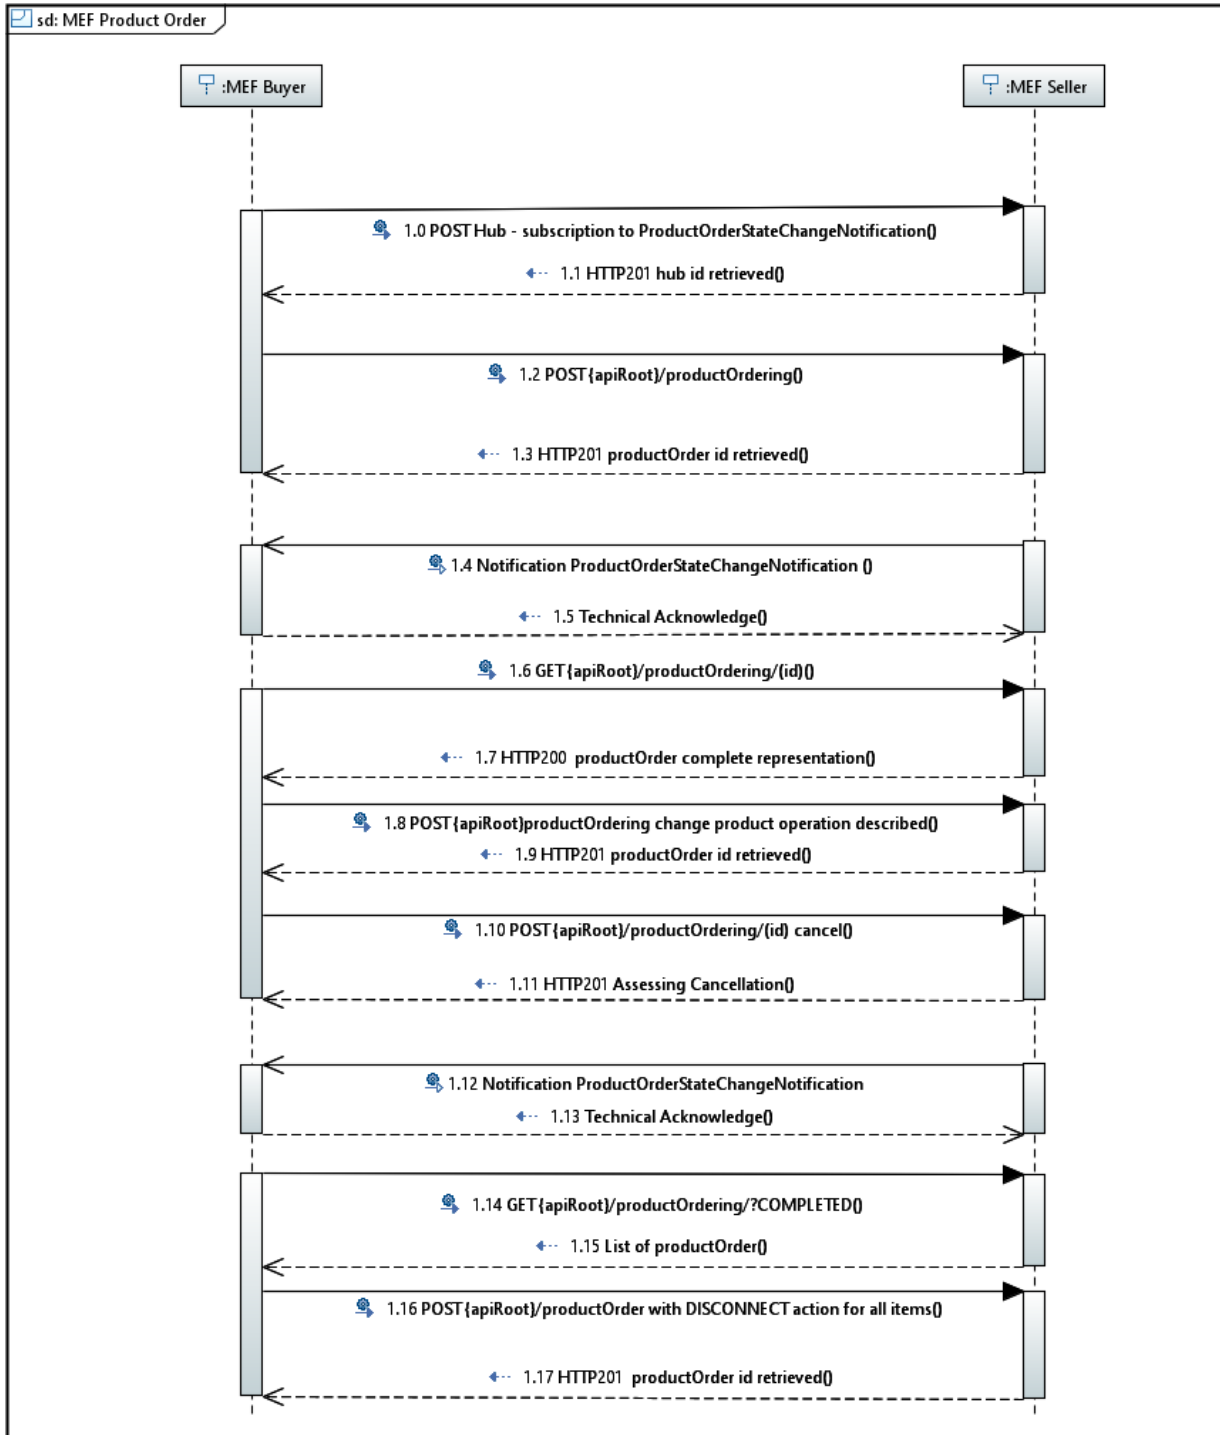 sd: MEF Product Order
:MEF Buyer
:MEF Seller
1.0 POST Hub - subscription to ProductOrderStateChangeNotification()
1.1 HTTP201 hub id retrieved()
1.2 POST {apiRoot}/productOrdering()
1.3 HTTP201 productOrder id retrieved()
1.4 Notification ProductOrderStateChangeNotification ()
1.5 Technical Acknowledge()
1.6 GET {apiRoot}/productOrdering/(id)()
1.7 HTTP200 productOrder complete representation()
1.8 POST {apiRoot}productOrdering change product operation described()
1.9 HTTP201 productOrder id retrieved()
1.10 POST {apiRoot}/productOrdering/(id) cancel()
1.11 HTTP201 Assessing Cancellation()
1.12 Notification ProductOrderStateChangeNotification
1.13 Technical Acknowledge()
1.14 GET {apiRoot}/productOrdering/?COMPLETED()
1.15 List of productOrder()
1.16 POST {apiRoot}/productOrder with DISCONNECT action for all items()
1.17 HTTP201 productOrder id retrieved()